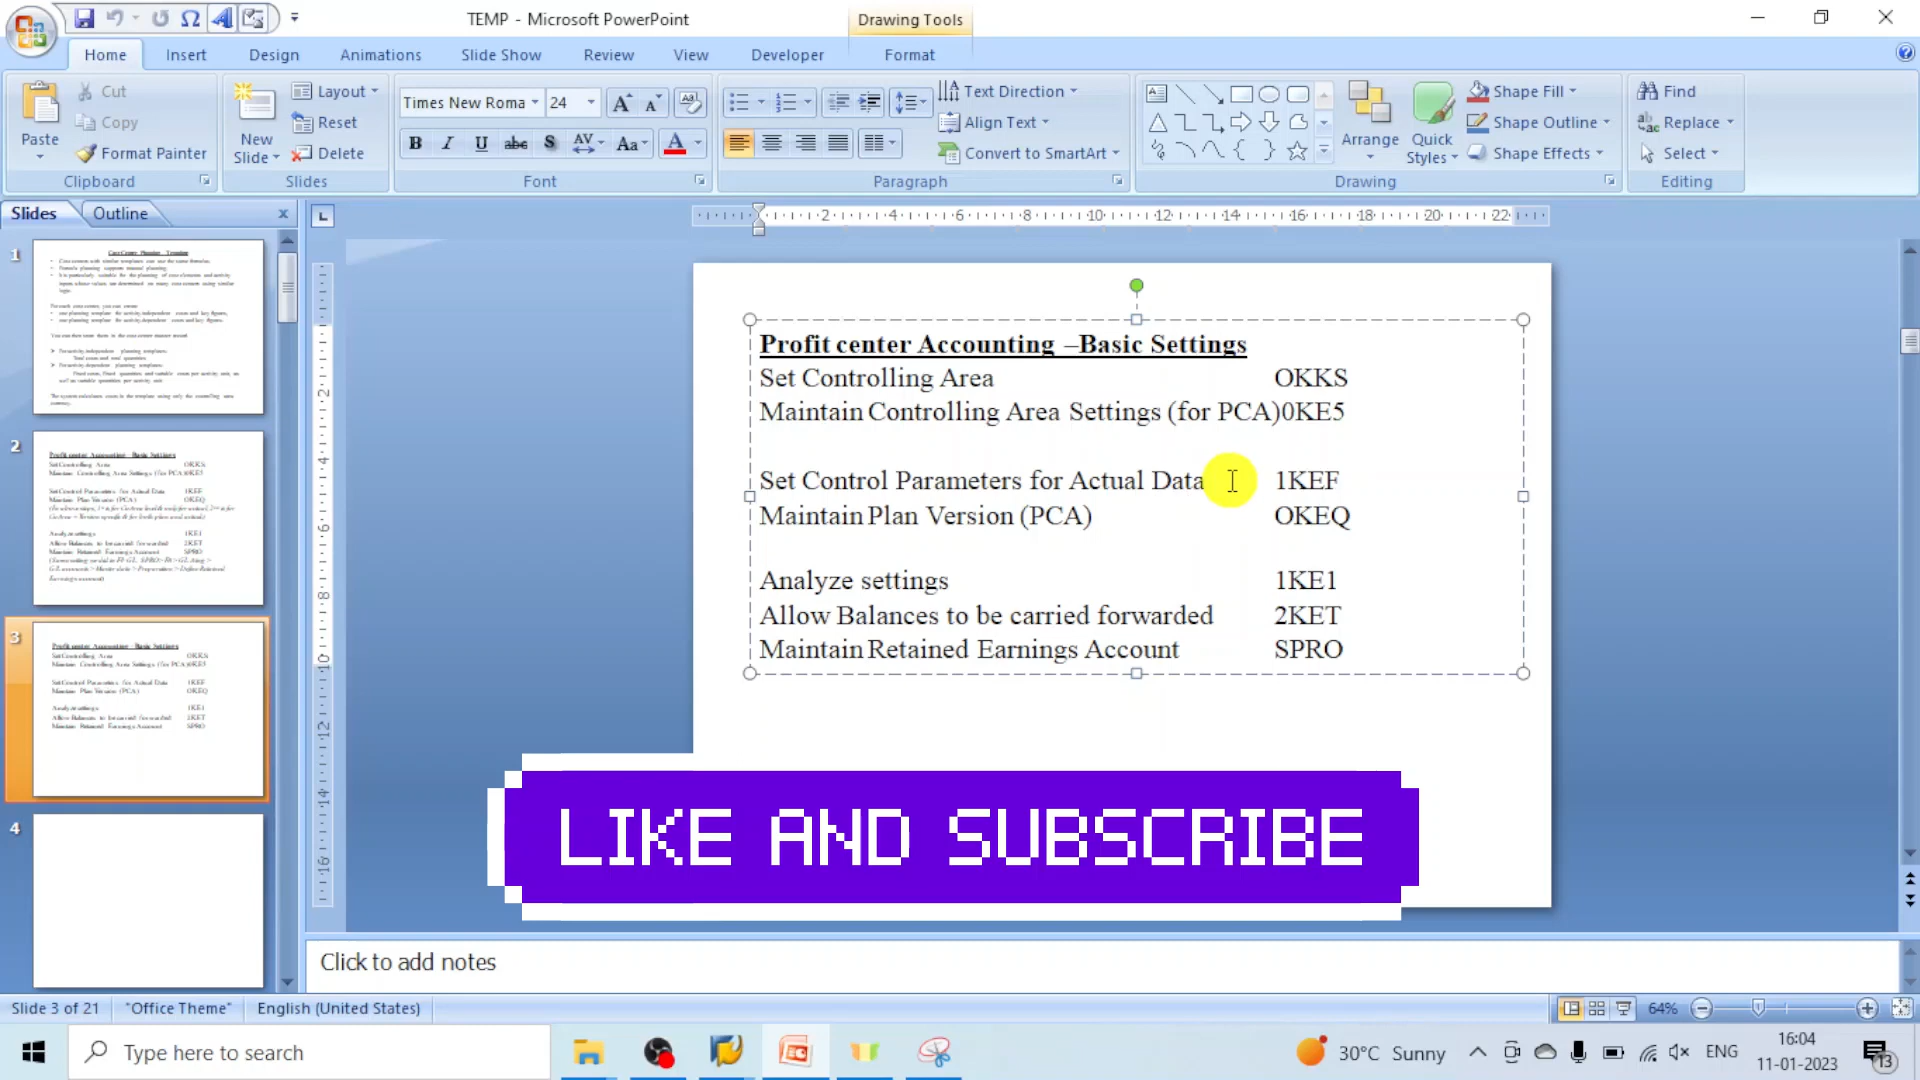 TEMP - Microsoft PowerPoint
Drawing Tools
Home Insert Design Animations Slide Show Review View Developer Format
Paste
Cut
Copy
Format Painter
Clipboard
New Slide
Layout
Reset
Delete
Slides
Times New Roma 24
Font
Text Direction
Align Text
Convert to SmartArt
Paragraph
Arrange
Quick Styles
Shape Fill
Shape Outline
Shape Effects
Drawing
Find
Replace
Select
Editing
Slides Outline
1
2
3
4
Profit center Accounting –Basic Settings
Set Controlling Area OKKS
Maintain Controlling Area Settings (for PCA)0KE5
Set Control Parameters for Actual Data 1KEF
Maintain Plan Version (PCA) OKEQ
Analyze settings 1KE1
Allow Balances to be carried forwarded 2KET
Maintain Retained Earnings Account SPRO
LIKE AND SUBSCRIBE
Click to add notes
Slide 3 of 21 "Office Theme" English (United States) 64%
Type here to search
30°C Sunny
ENG
16:04
11-01-2023
13